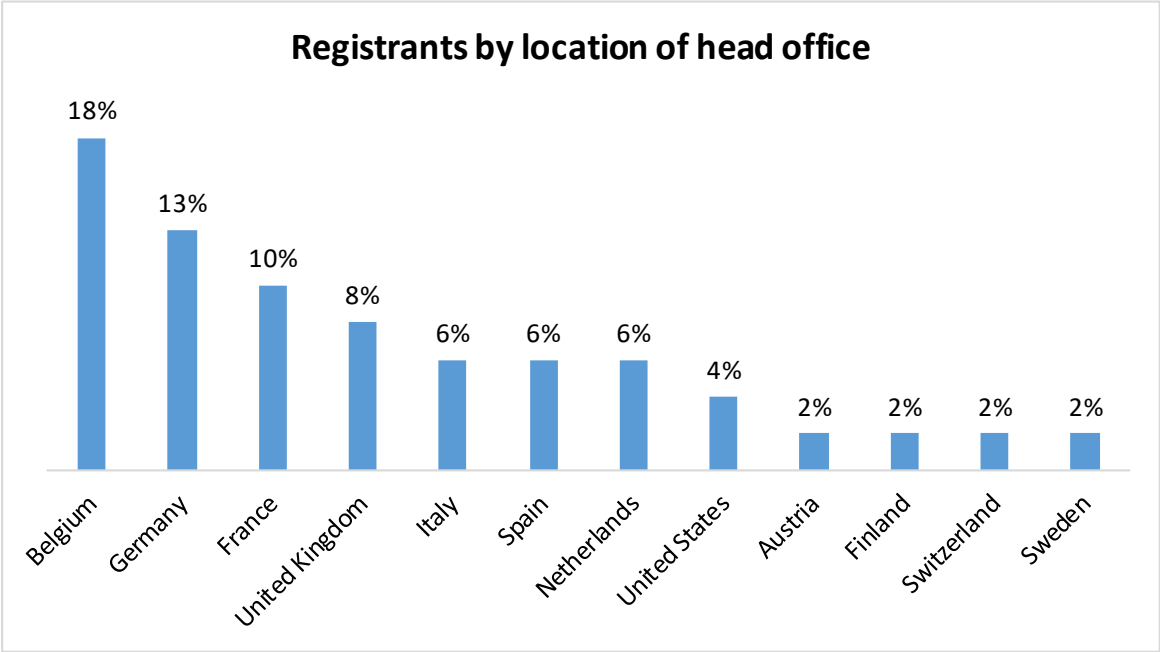 Registrants by location of head office
18%
13%
10%
8%
6%
6%
6%
4%
2%
2%
2%
2%
Belgium
Germany
France
United Kingdom
Italy
Spain
Netherlands
United States
Austria
Finland
Switzerland
Sweden